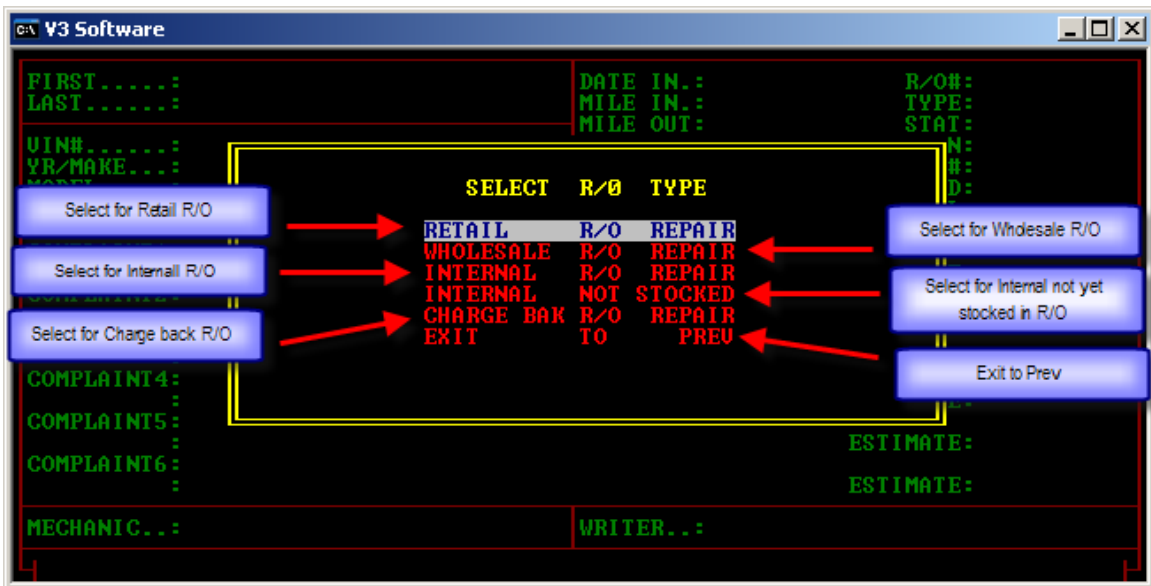 V3 Software
FIRST.....: DATE IN.: R/O#:
LAST......: MILE IN.: TYPE:
MILE OUT: STAT:
VIN#......: N:
YR/MAKE...: #:
D:
SELECT R/O TYPE
Select for Retail R/O
RETAIL R/O REPAIR
Select for Wholesale R/O
WHOLESALE R/O REPAIR
Select for Internall R/O
INTERNAL R/O REPAIR
INTERNAL NOT STOCKED
Select for Internal not yet
stocked in R/O
CHARGE BAK R/O REPAIR
Select for Charge back R/O
EXIT TO PREV
Exit to Prev
COMPLAINT4:
:
COMPLAINT5:
:
ESTIMATE:
COMPLAINT6:
:
ESTIMATE:
MECHANIC..: WRITER..: